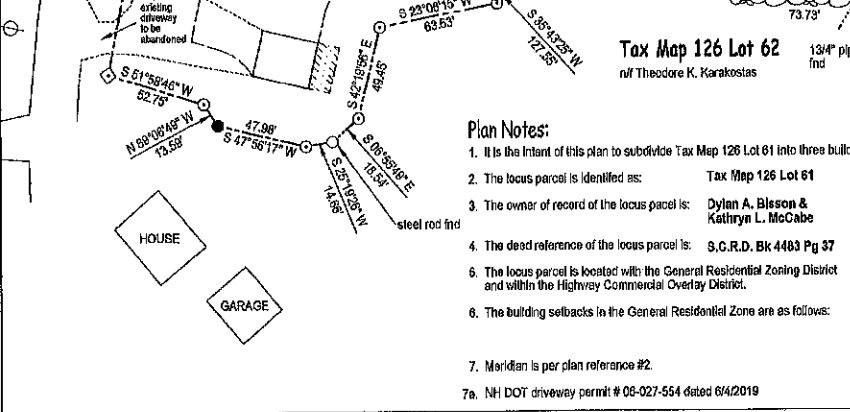 existing
driveway
to be
abandoned
S 51°58'46" W
52.75'
N 89°06'49" W
13.59'
47.98'
S 47°56'17" W
S 25°19'26" W
14.66'
S 06°55'49" E
18.54'
S 42°19'56" E
49.45'
S 23°06'15" W
63.53'
S 35°43'25" W
127.55'
steel rod fnd
HOUSE
GARAGE
73.73'
Tax Map 126 Lot 62
n/f Theodore K. Karakostas
13/4" pip
fnd
Plan Notes:
1. It is the intent of this plan to subdivide Tax Map 126 Lot 61 into three build
2. The locus parcel is identifed as: Tax Map 126 Lot 61
3. The owner of record of the locus pacel is: Dylan A. Bisson &
Kathryn L. McCabe
4. The deed reference of the locus parcel is: S.C.R.D. Bk 4483 Pg 37
5. The locus parcel is located with the General Residential Zoning District
and within the Highway Commercial Overlay District.
6. The building setbacks in the General Residential Zone are as follows:
7. Meridian is per plan reference #2.
7a. NH DOT driveway permit # 06-027-554 dated 6/4/2019